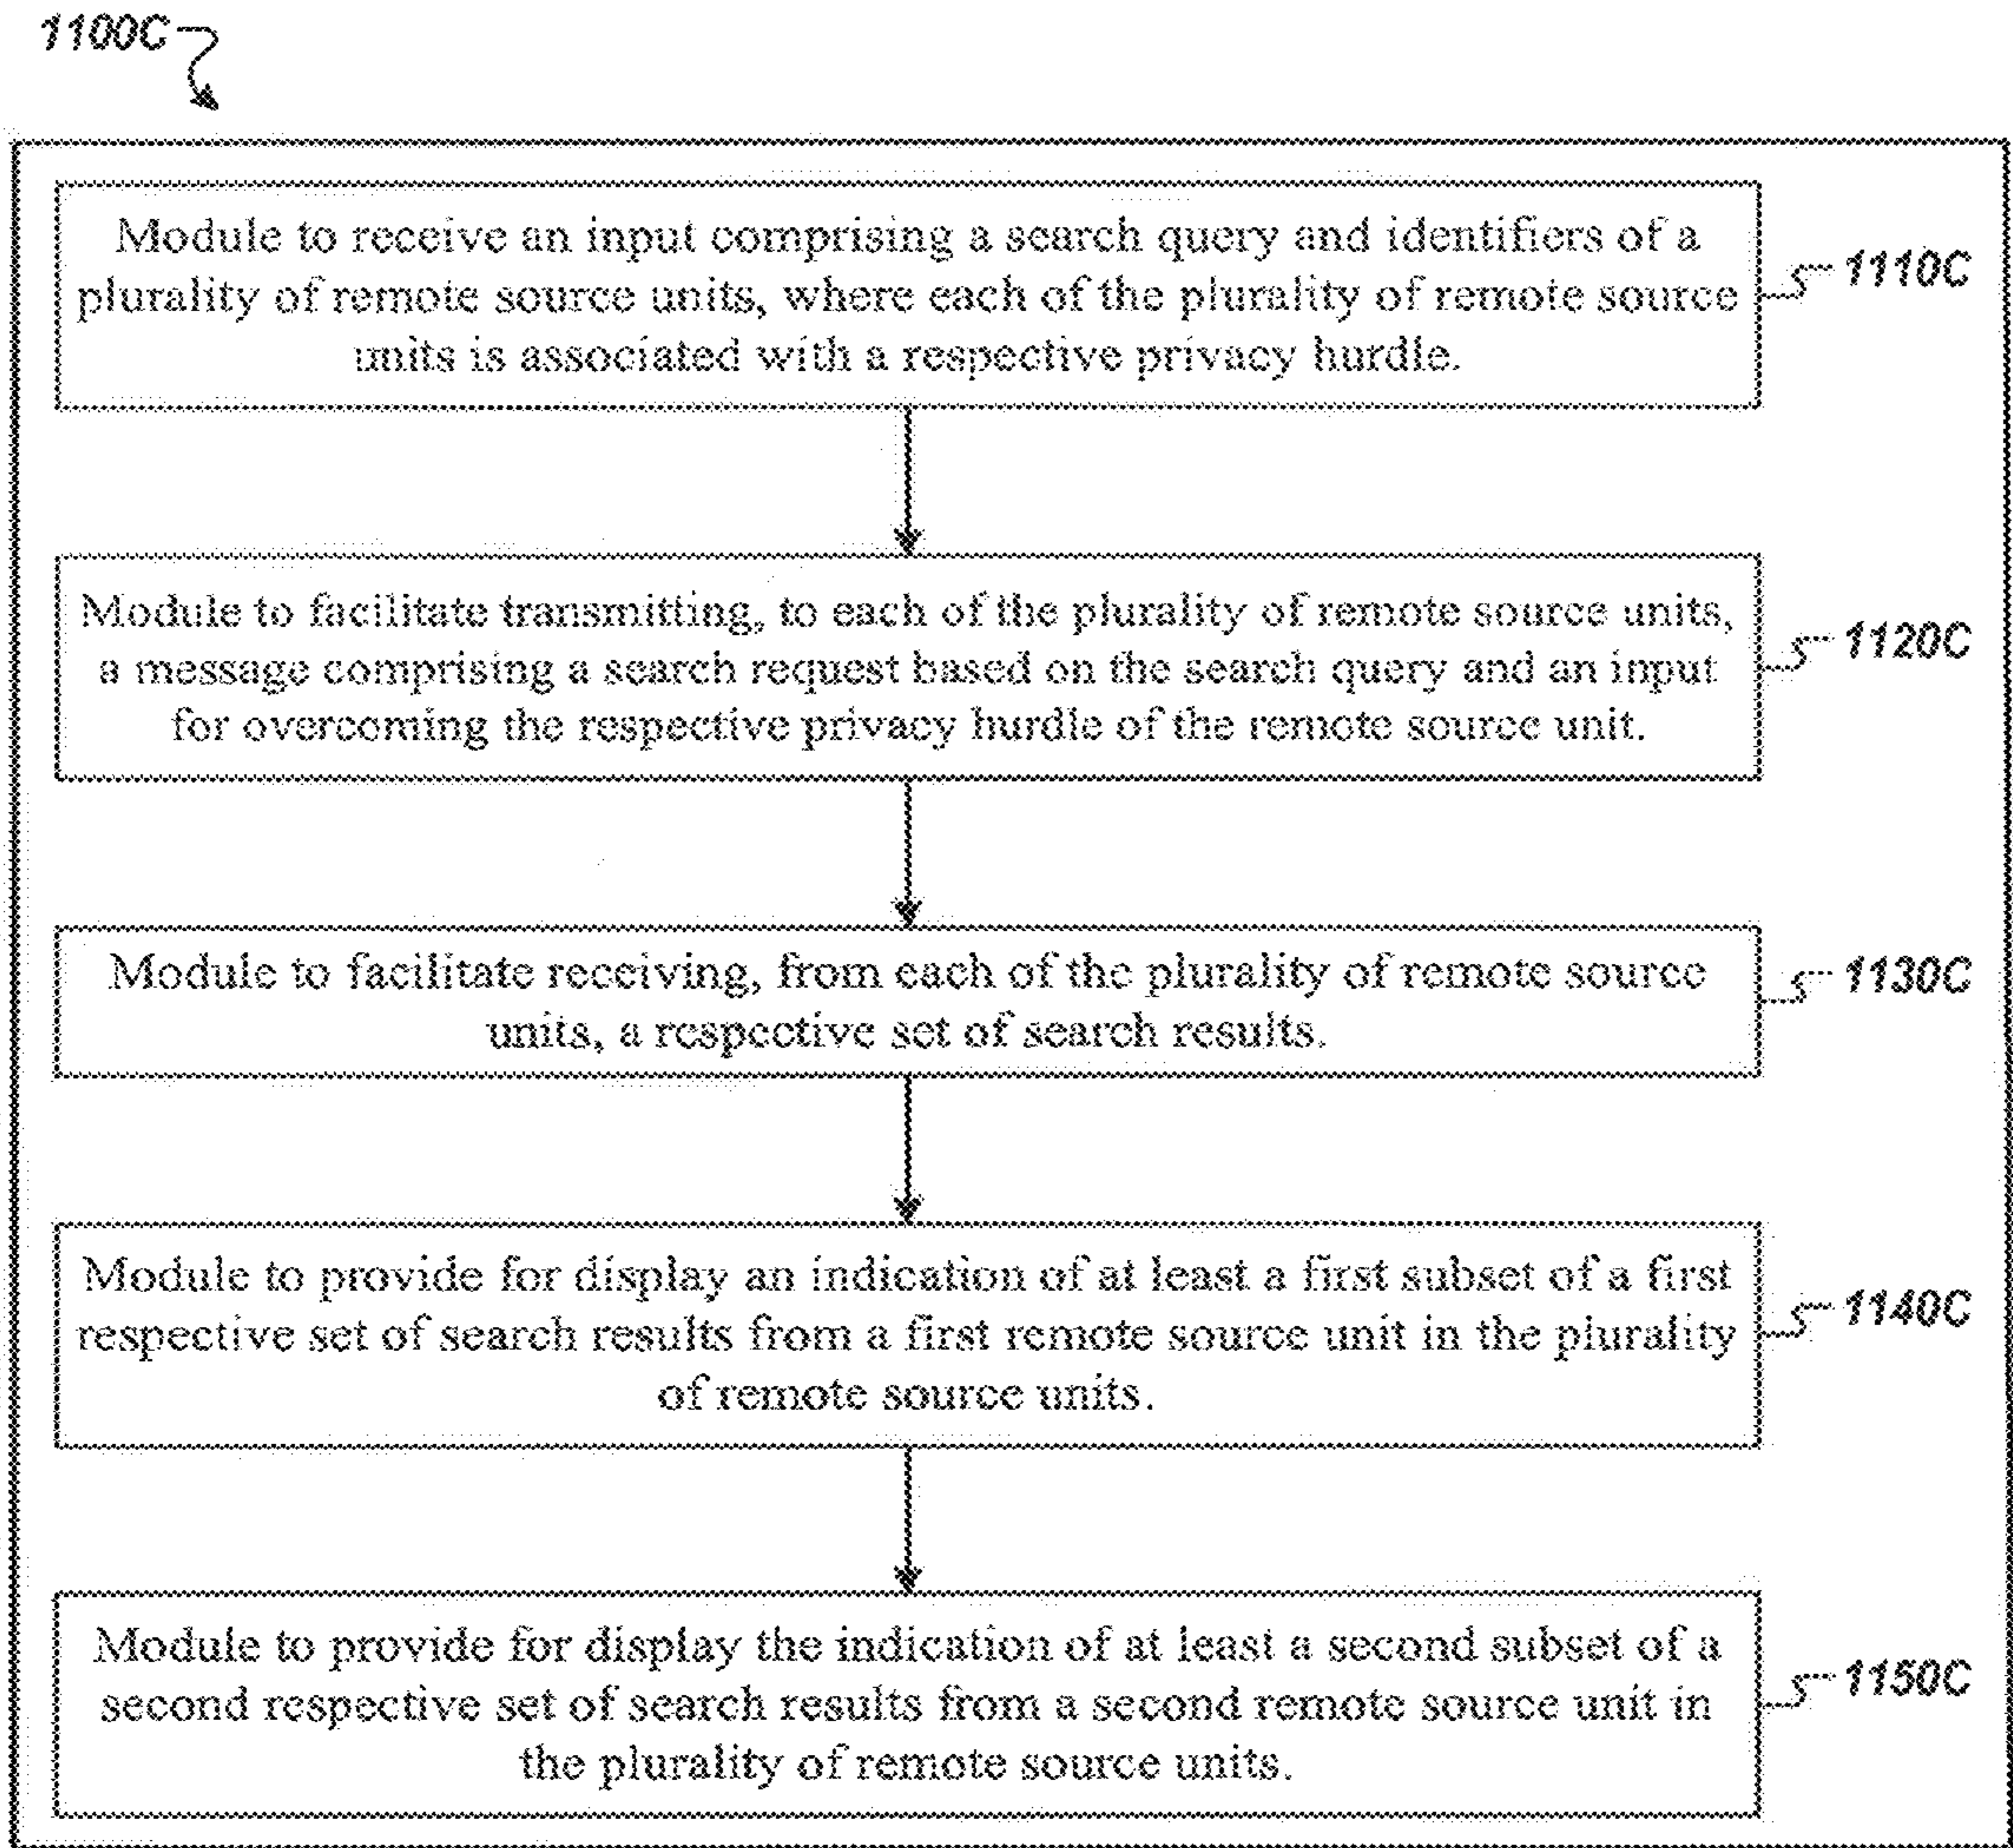 1100C
Module to receive an input comprising a search query and identifiers of a
plurality of remote source units, where each of the plurality of remote source
units is associated with a respective privacy hurdle.
1110C
Module to facilitate transmitting, to each of the plurality of remote source units,
a message comprising a search request based on the search query and an input
for overcoming the respective privacy hurdle of the remote source unit.
1120C
Module to facilitate receiving, from each of the plurality of remote source
units, a respective set of search results.
1130C
Module to provide for display an indication of at least a first subset of a first
respective set of search results from a first remote source unit in the plurality
of remote source units.
1140C
Module to provide for display the indication of at least a second subset of a
second respective set of search results from a second remote source unit in
the plurality of remote source units.
1150C